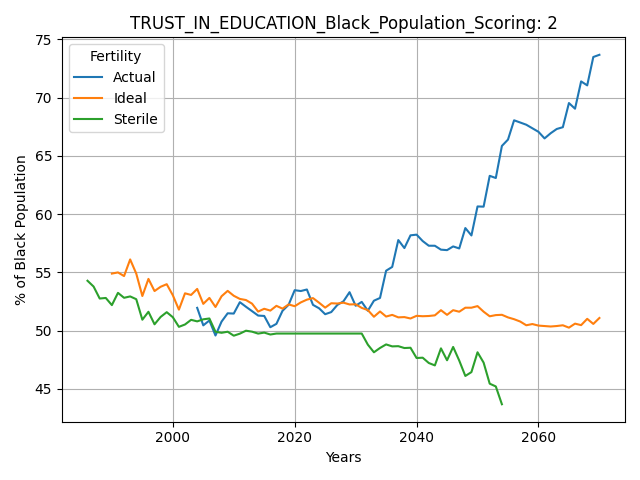 TRUST_IN_EDUCATION_Black_Population_Scoring: 2
75
70
65
60
55
50
45
% of Black Population
Fertility
Actual
Ideal
Sterile
2000
2020
2040
2060
Years